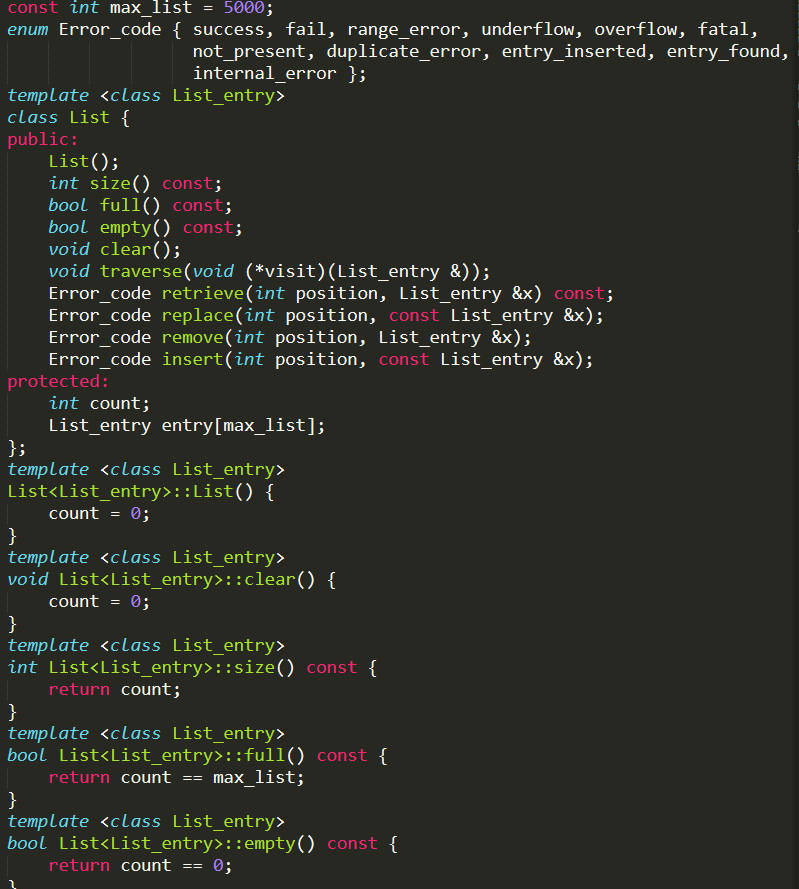 const int max_list = 5000;
enum Error_code { success, fail, range_error, underflow, overflow, fatal,
                  not_present, duplicate_error, entry_inserted, entry_found,
                  internal_error };
template <class List_entry>
class List {
public:
    List();
    int size() const;
    bool full() const;
    bool empty() const;
    void clear();
    void traverse(void (*visit)(List_entry &));
    Error_code retrieve(int position, List_entry &x) const;
    Error_code replace(int position, const List_entry &x);
    Error_code remove(int position, List_entry &x);
    Error_code insert(int position, const List_entry &x);
protected:
    int count;
    List_entry entry[max_list];
};
template <class List_entry>
List<List_entry>::List() {
    count = 0;
}
template <class List_entry>
void List<List_entry>::clear() {
    count = 0;
}
template <class List_entry>
int List<List_entry>::size() const {
    return count;
}
template <class List_entry>
bool List<List_entry>::full() const {
    return count == max_list;
}
template <class List_entry>
bool List<List_entry>::empty() const {
    return count == 0;
}